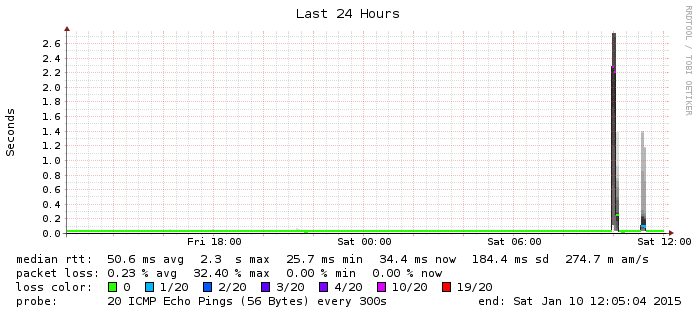 Last 24 Hours
RRDTOOL / TOBI OETIKER
Seconds
2.6
2.4
2.2
2.0
1.8
1.6
1.4
1.2
1.0
0.8
0.6
0.4
0.2
0.0
Fri 18:00 Sat 00:00 Sat 06:00 Sat 12:00
median rtt: 50.6 ms avg 2.3 s max 25.7 ms min 34.4 ms now 184.4 ms sd 274.7 m am/s
packet loss: 0.23 % avg 32.40 % max 0.00 % min 0.00 % now
loss color: 0 1/20 2/20 3/20 4/20 10/20 19/20
probe: 20 ICMP Echo Pings (56 Bytes) every 300s end: Sat Jan 10 12:05:04 2015